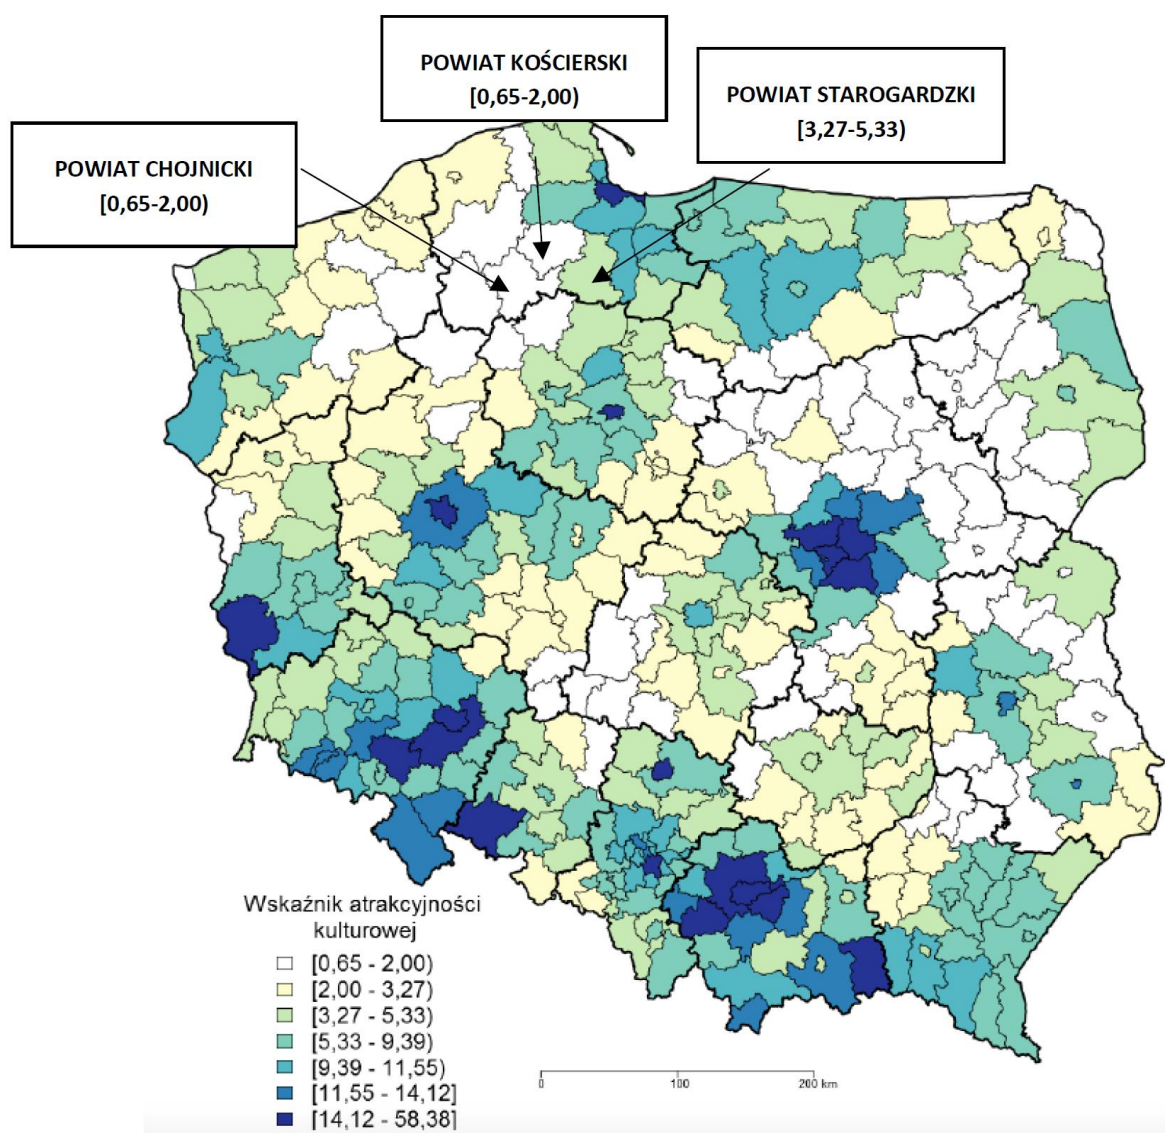 POWIAT KOŚCIERSKI
[0,65-2,00)
POWIAT STAROGARDZKI
[3,27-5,33)
POWIAT CHOJNICKI
[0,65-2,00)
Wskaźnik atrakcyjności
kulturowej
[0,65 - 2,00)
[2,00 - 3,27)
[3,27 - 5,33)
[5,33 - 9,39)
[9,39 - 11,55)
[11,55 - 14,12]
[14,12 - 58,38]
0 100 200 km